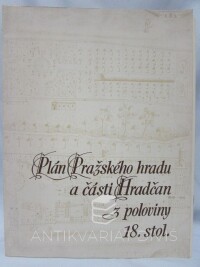 Plán Pražského hradu
a části Hradčan
z poloviny
18. stol.